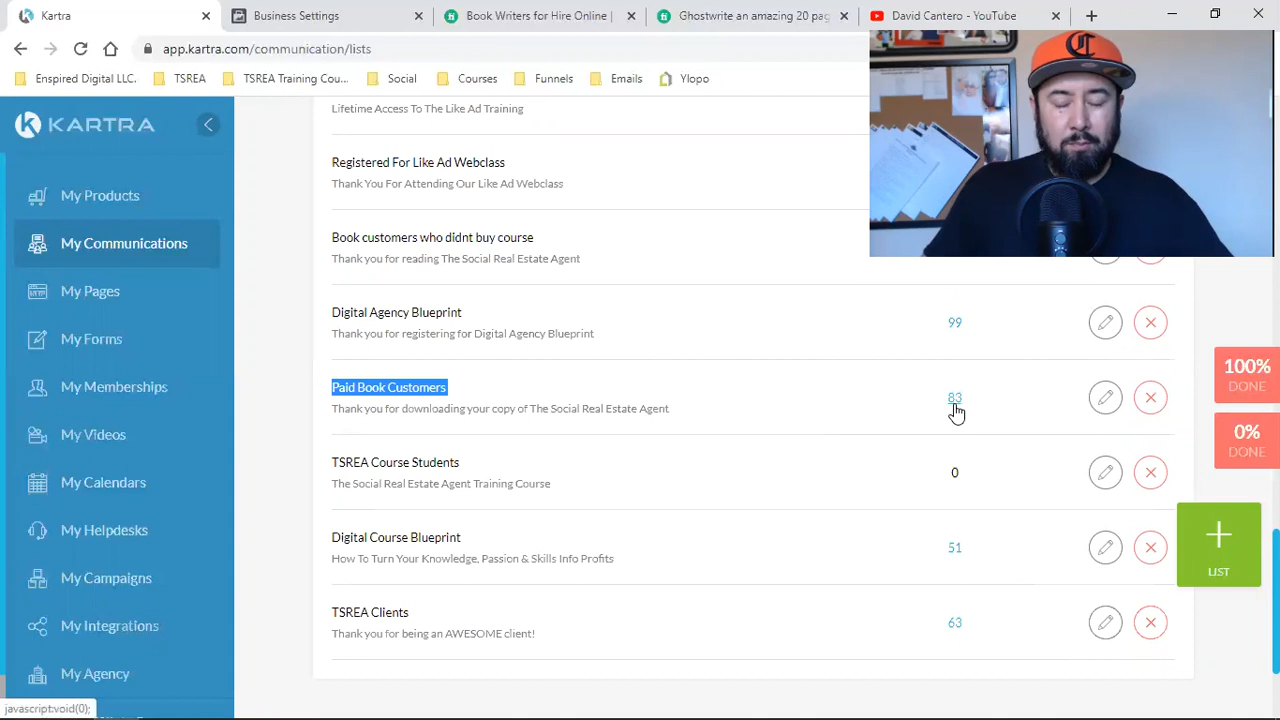 Kartra
Business Settings
Book Writers for Hire Online |
Ghostwrite an amazing 20 pag
David Cantero - YouTube
app.kartra.com/communication/lists
Enspired Digital LLC.
TSREA
TSREA Training Cou...
Social
Courses
Funnels
Emails
Ylopo
KARTRA
My Products
My Communications
My Pages
My Forms
My Memberships
My Videos
My Calendars
My Helpdesks
My Campaigns
My Integrations
My Agency
javascript:void(0);
Lifetime Access To The Like Ad Training
Registered For Like Ad Webclass
Thank You For Attending Our Like Ad Webclass
Book customers who didnt buy course
Thank you for reading The Social Real Estate Agent
Digital Agency Blueprint
99
Thank you for registering for Digital Agency Blueprint
Paid Book Customers
83
Thank you for downloading your copy of The Social Real Estate Agent
TSREA Course Students
0
The Social Real Estate Agent Training Course
Digital Course Blueprint
51
How To Turn Your Knowledge, Passion & Skills Info Profits
TSREA Clients
63
Thank you for being an AWESOME client!
100%
DONE
0%
DONE
LIST